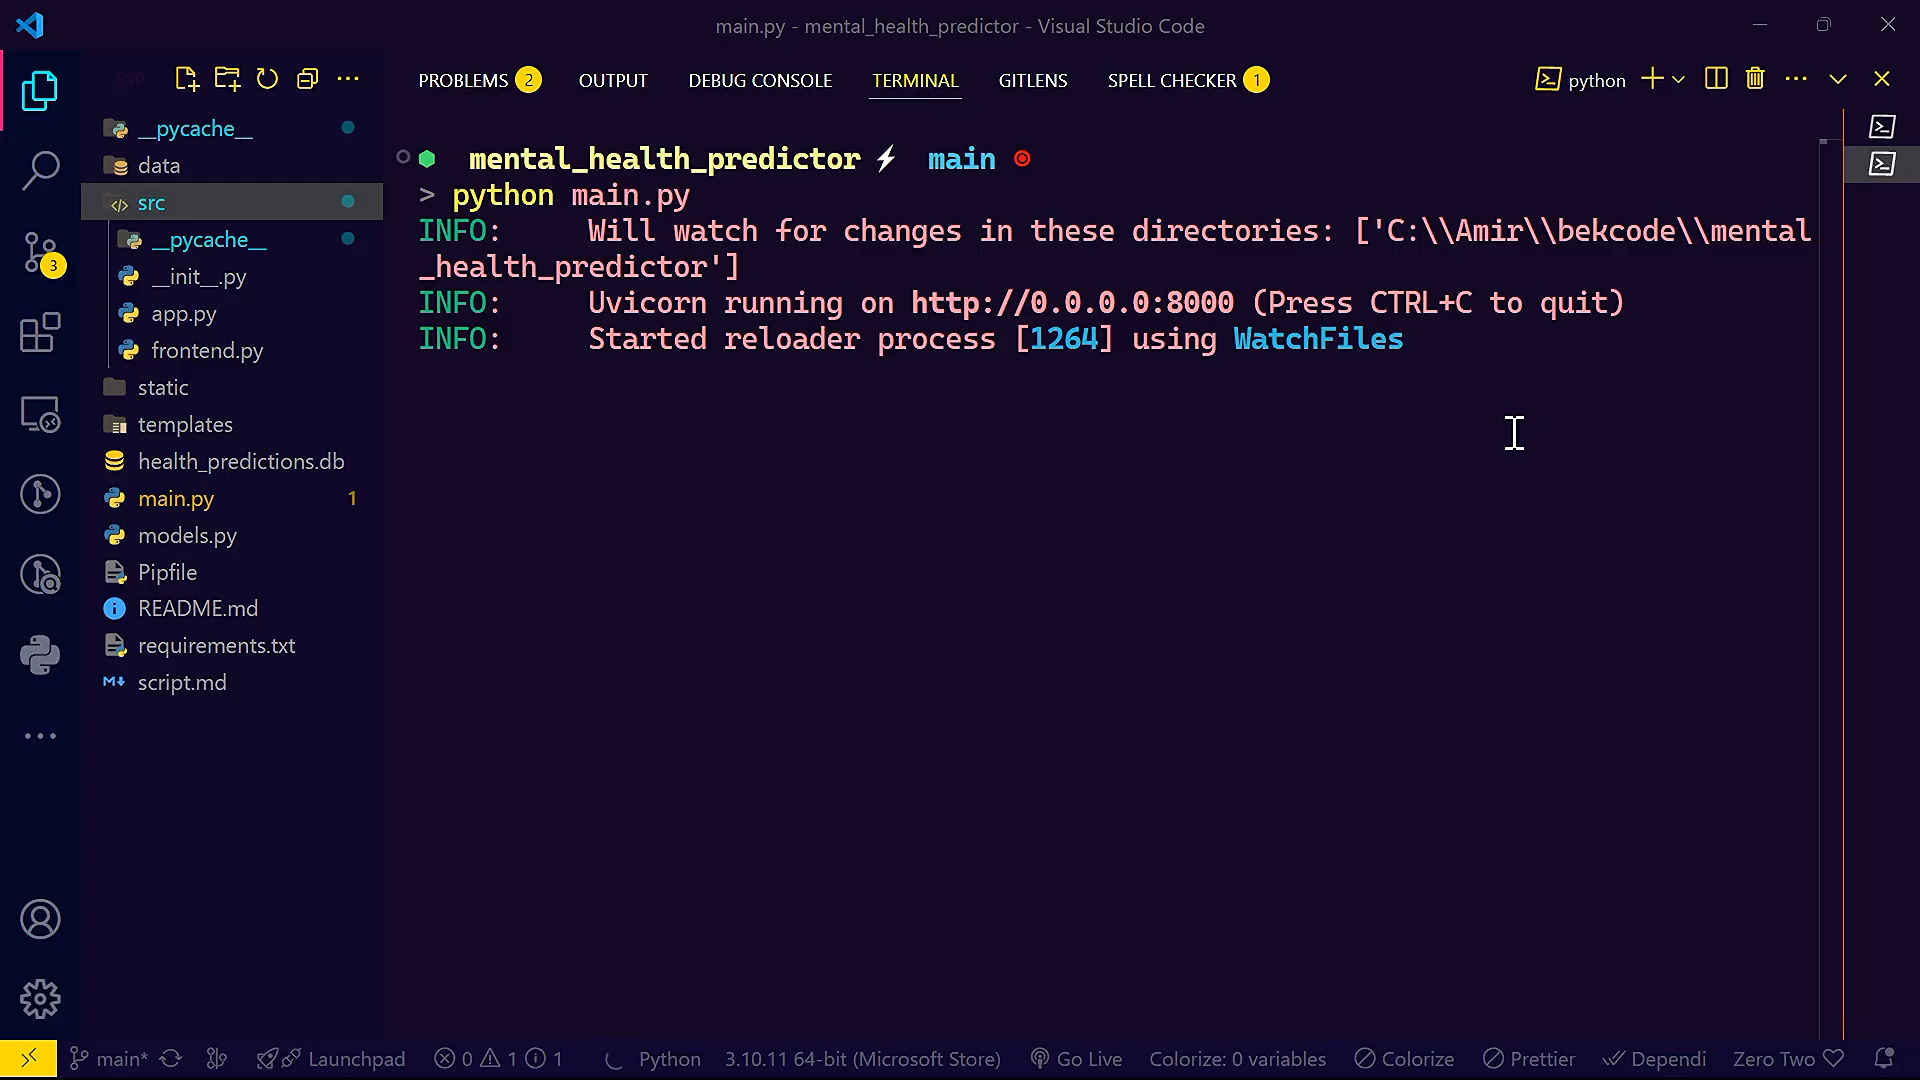 main.py - mental_health_predictor - Visual Studio Code
PROBLEMS 2 OUTPUT DEBUG CONSOLE TERMINAL GITLENS SPELL CHECKER 1 python
__pycache__
data
src
__pycache__
__init__.py
app.py
frontend.py
static
templates
health_predictions.db
main.py 1
models.py
Pipfile
README.md
requirements.txt
script.md
3
mental_health_predictor main
> python main.py
INFO: Will watch for changes in these directories: ['C:\\Amir\\bekcode\\mental
_health_predictor']
INFO: Uvicorn running on http://0.0.0.0:8000 (Press CTRL+C to quit)
INFO: Started reloader process [1264] using WatchFiles
main* Launchpad 0 1 1 Python 3.10.11 64-bit (Microsoft Store) Go Live Colorize: 0 variables Colorize Prettier Dependi Zero Two